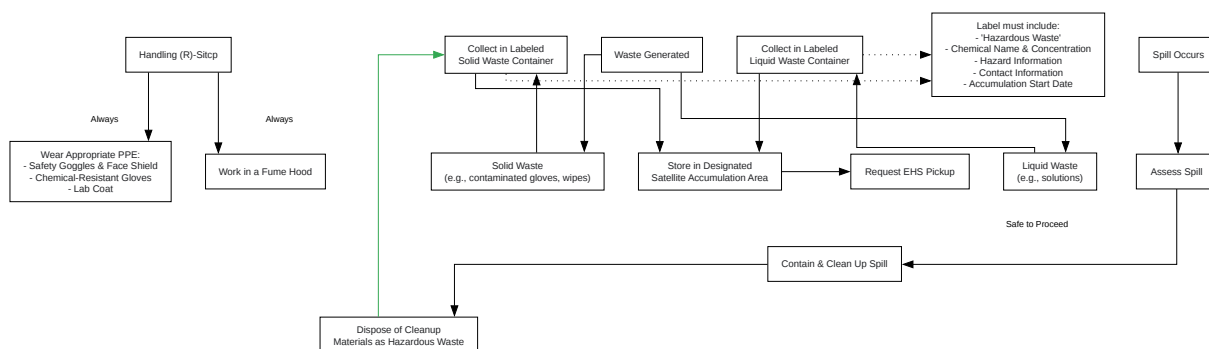 Handling (R)-Sitcp
Always
Always
Wear Appropriate PPE:
- Safety Goggles & Face Shield
- Chemical-Resistant Gloves
- Lab Coat
Work in a Fume Hood
Collect in Labeled
Solid Waste Container
Waste Generated
Collect in Labeled
Liquid Waste Container
Label must include:
- 'Hazardous Waste'
- Chemical Name & Concentration
- Hazard Information
- Contact Information
- Accumulation Start Date
Spill Occurs
Solid Waste
(e.g., contaminated gloves, wipes)
Store in Designated
Satellite Accumulation Area
Request EHS Pickup
Liquid Waste
(e.g., solutions)
Assess Spill
Safe to Proceed
Contain & Clean Up Spill
Dispose of Cleanup
Materials as Hazardous Waste